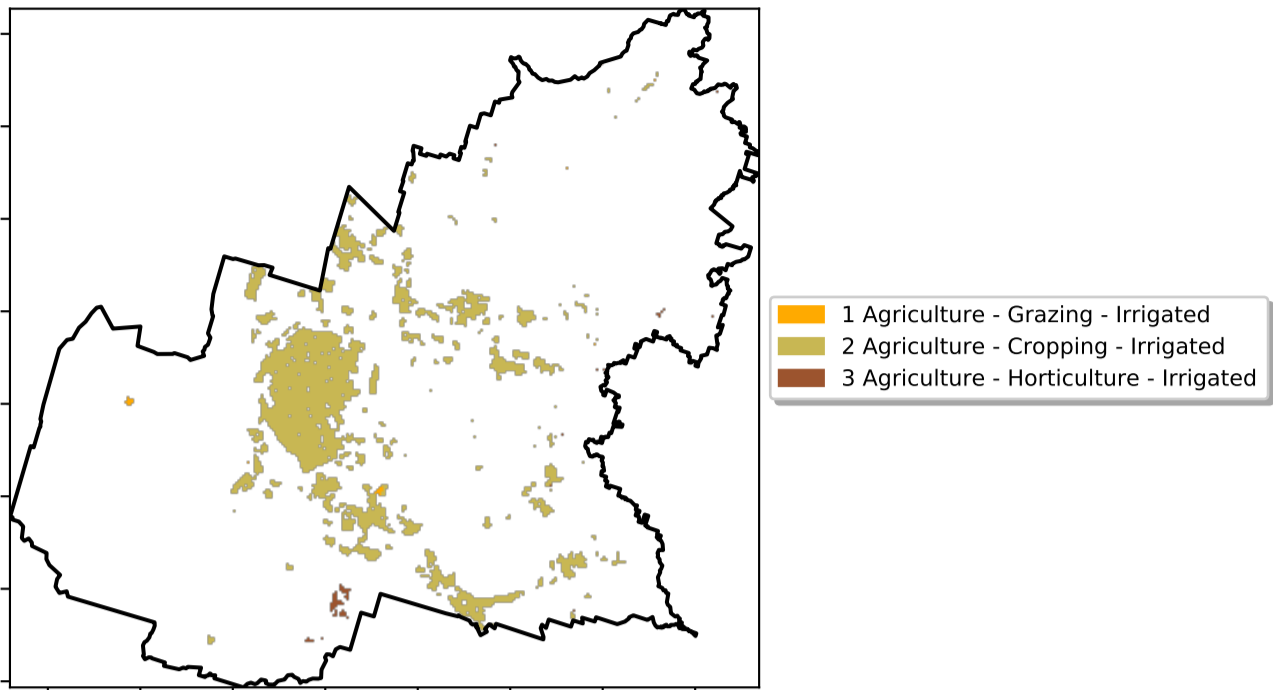 1 Agriculture - Grazing - Irrigated
2 Agriculture - Cropping - Irrigated
3 Agriculture - Horticulture - Irrigated